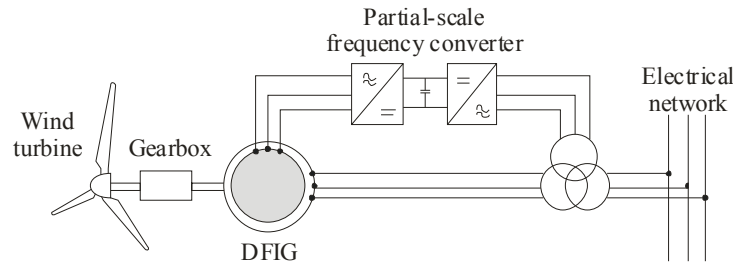 Partial-scale
frequency converter
Electrical
network
Wind
turbine
Gearbox
DFIG